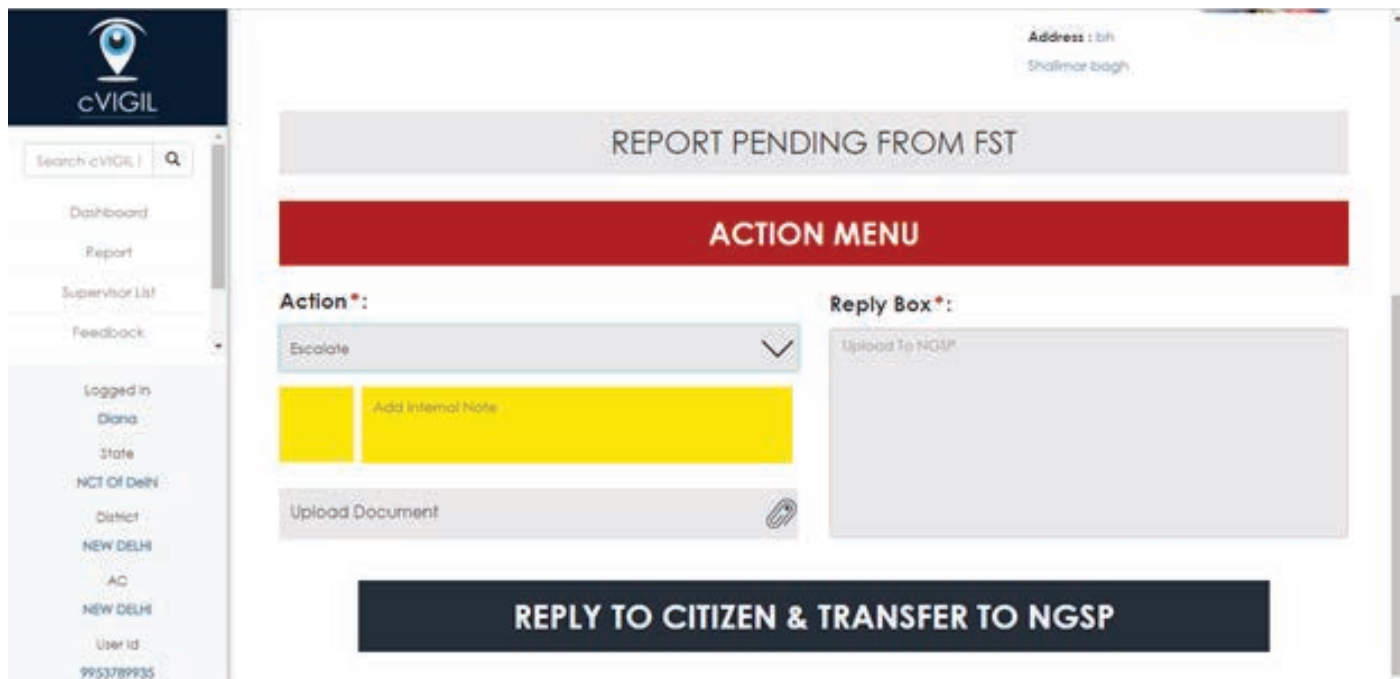 cVIGIL
Search cVIGIL I
Dashboard
Report
Supervisor List
Feedback
Logged in
Diana
State
NCT Of Delhi
District
NEW DELHI
AC
NEW DELHI
User Id
9953789935
Address : bh
Shalimar bagh
REPORT PENDING FROM FST
ACTION MENU
Action*:
Escalate
Add Internal Note
Upload Document
Reply Box*:
Upload To NGSP
REPLY TO CITIZEN & TRANSFER TO NGSP